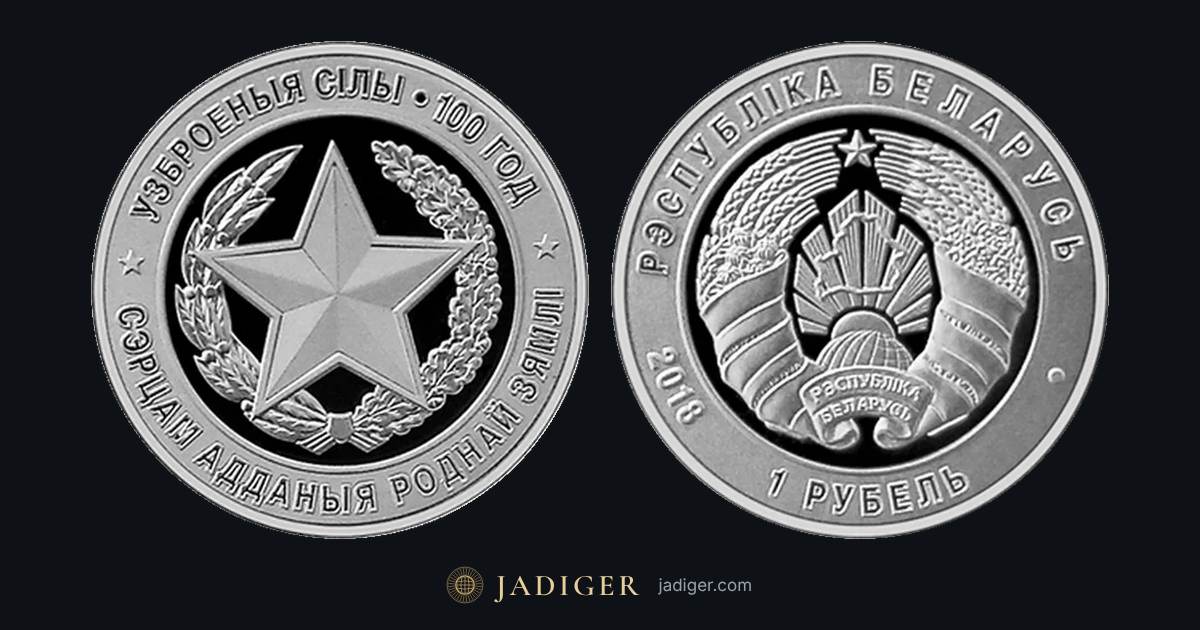 УЗБРОЕНЫЯ СІЛЫ • 100 ГОД
СЭРЦАМ АДДАНЫЯ РОДНАЙ ЗЯМЛІ
РЭСПУБЛІКА БЕЛАРУСЬ
РЭСПУБЛІКА
БЕЛАРУСЬ
2018
1 РУБЕЛЬ
JADIGER jadiger.com